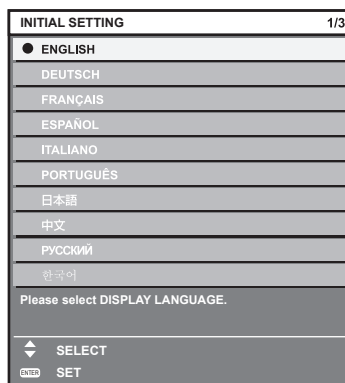 INITIAL SETTING 1/3
ENGLISH
DEUTSCH
FRANÇAIS
ESPAÑOL
ITALIANO
PORTUGUÊS
日本語
中文
РУССКИЙ
한국어
Please select DISPLAY LANGUAGE.
SELECT
ENTER SET